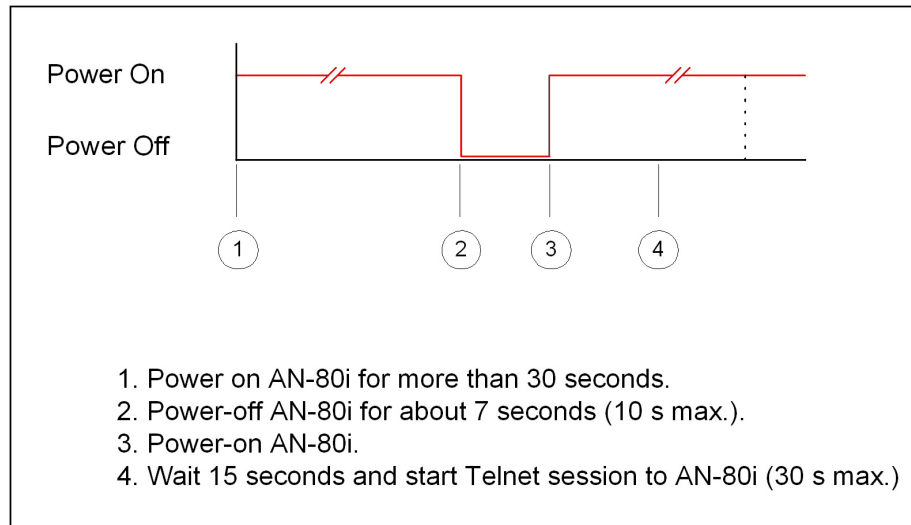 Power On
Power Off
1
2
3
4
1. Power on AN-80i for more than 30 seconds.
2. Power-off AN-80i for about 7 seconds (10 s max.).
3. Power-on AN-80i.
4. Wait 15 seconds and start Telnet session to AN-80i (30 s max.)